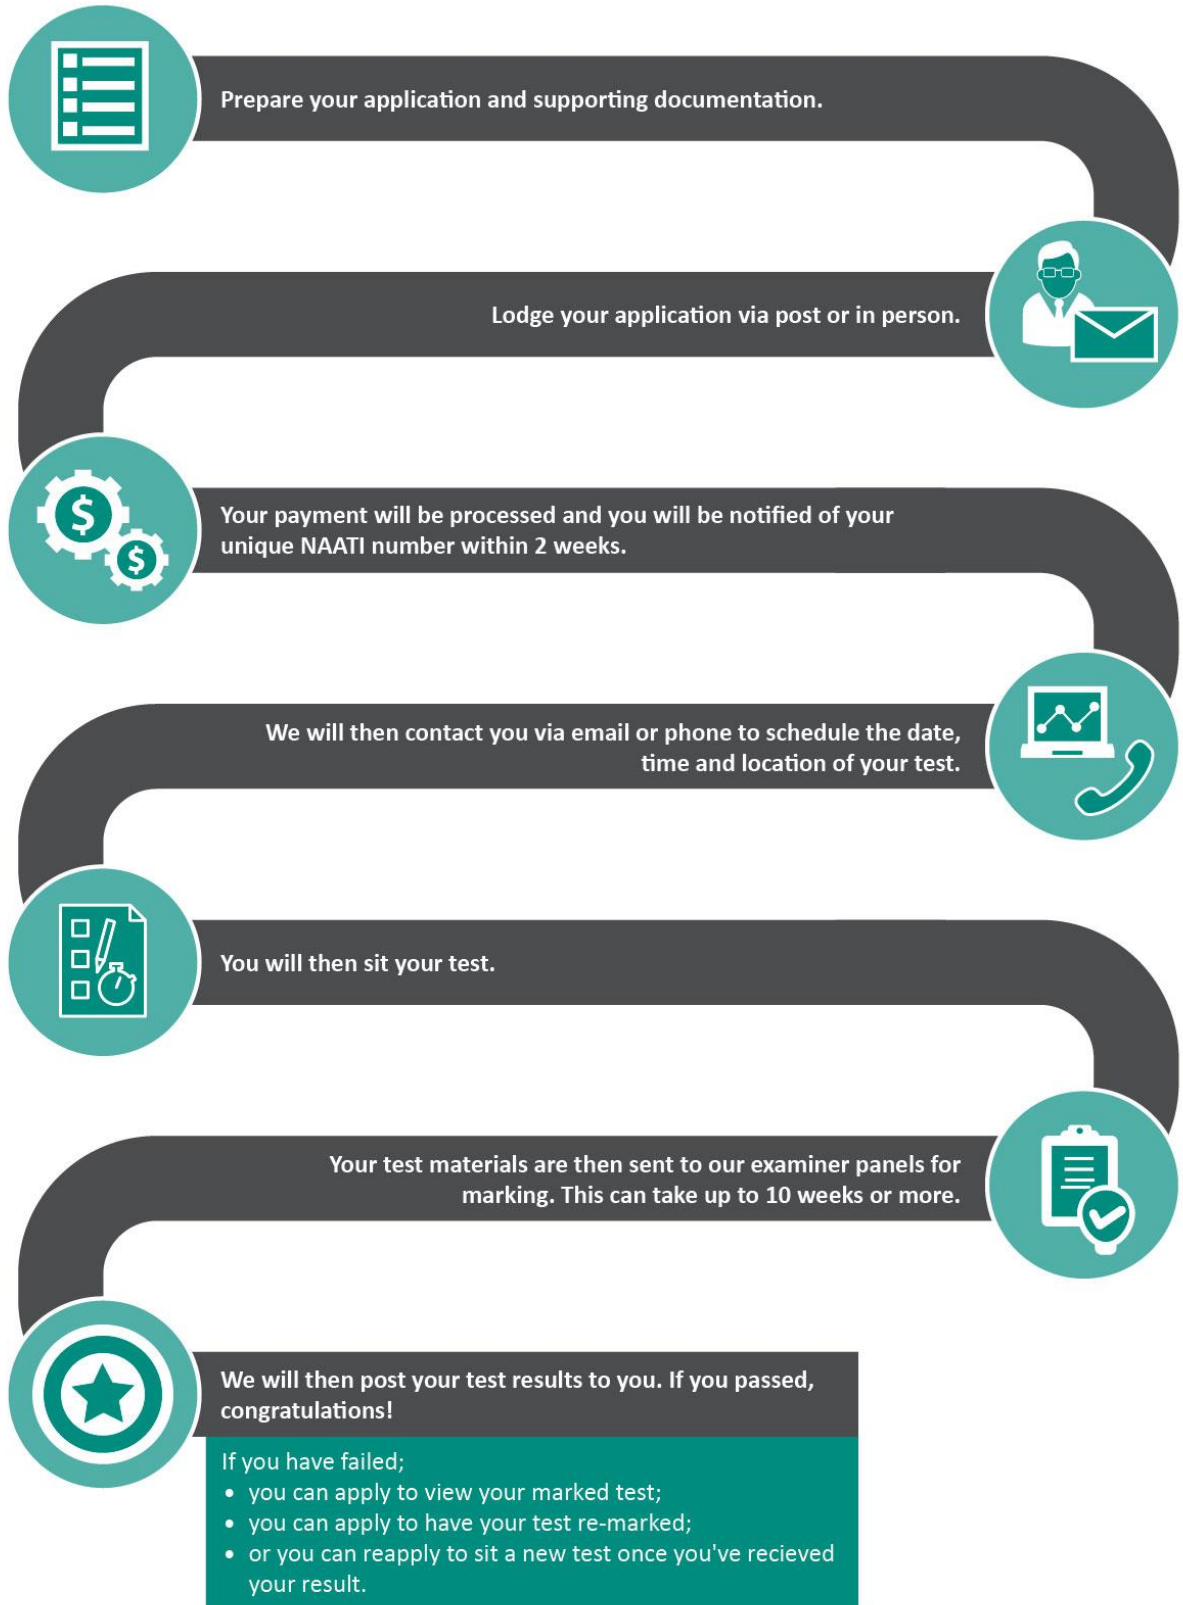 Prepare your application and supporting documentation.
Lodge your application via post or in person.
$
$
Your payment will be processed and you will be notified of your
unique NAATI number within 2 weeks.
We will then contact you via email or phone to schedule the date,
time and location of your test.
You will then sit your test.
Your test materials are then sent to our examiner panels for
marking. This can take up to 10 weeks or more.
We will then post your test results to you. If you passed,
congratulations!
If you have failed;
• you can apply to view your marked test;
• you can apply to have your test re-marked;
• or you can reapply to sit a new test once you've recieved
your result.